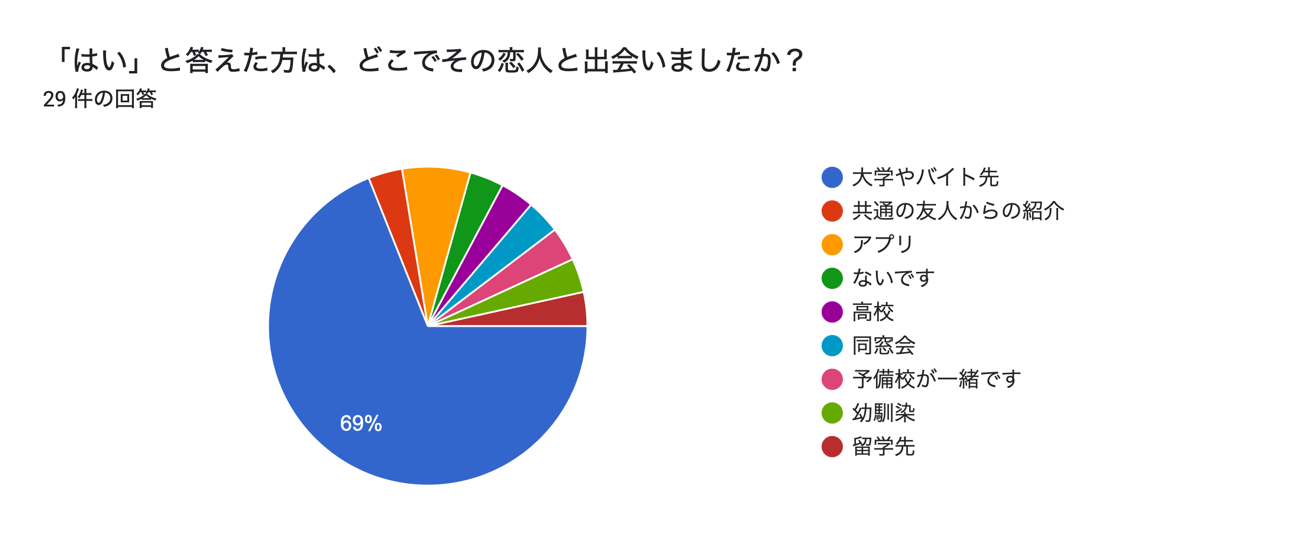 「はい」と答えた方は、どこでその恋人と出会いましたか？
29 件の回答
大学やバイト先
共通の友人からの紹介
アプリ
ないです
高校
同窓会
予備校が一緒です
幼馴染
留学先
69%